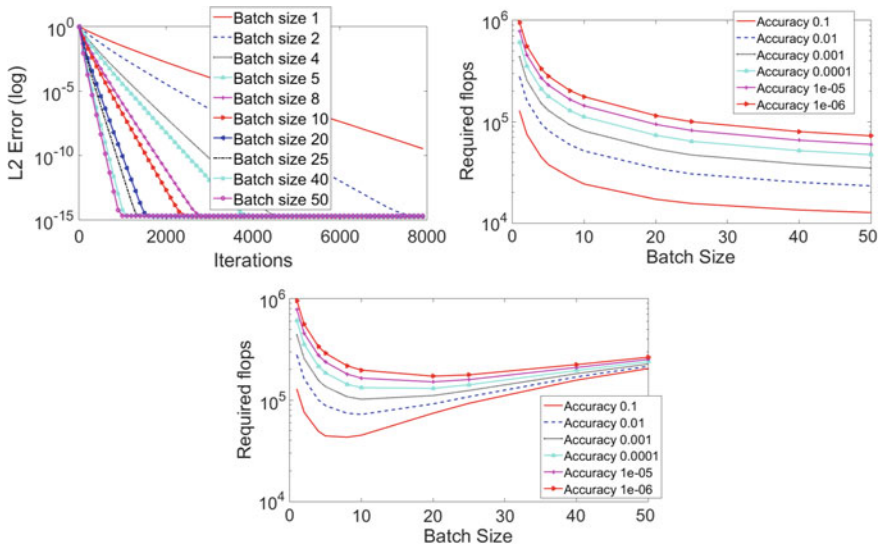 L2 Error (log)
10^0
10^-5
10^-10
10^-15
0
2000
4000
6000
8000
Iterations
Batch size 1
Batch size 2
Batch size 4
Batch size 5
Batch size 8
Batch size 10
Batch size 20
Batch size 25
Batch size 40
Batch size 50
Required flops
10^6
10^5
10^4
0
10
20
30
40
50
Batch Size
Accuracy 0.1
Accuracy 0.01
Accuracy 0.001
Accuracy 0.0001
Accuracy 1e-05
Accuracy 1e-06
Required flops
10^6
10^5
10^4
0
10
20
30
40
50
Batch Size
Accuracy 0.1
Accuracy 0.01
Accuracy 0.001
Accuracy 0.0001
Accuracy 1e-05
Accuracy 1e-06